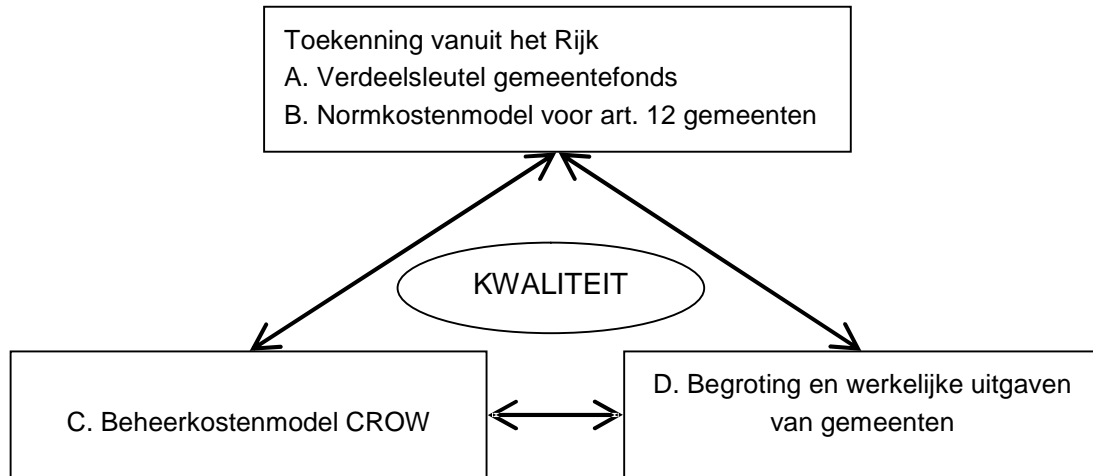 Toekenning vanuit het Rijk
A. Verdeelsleutel gemeentefonds
B. Normkostenmodel voor art. 12 gemeenten
KWALITEIT
C. Beheerkostenmodel CROW
D. Begroting en werkelijke uitgaven
van gemeenten